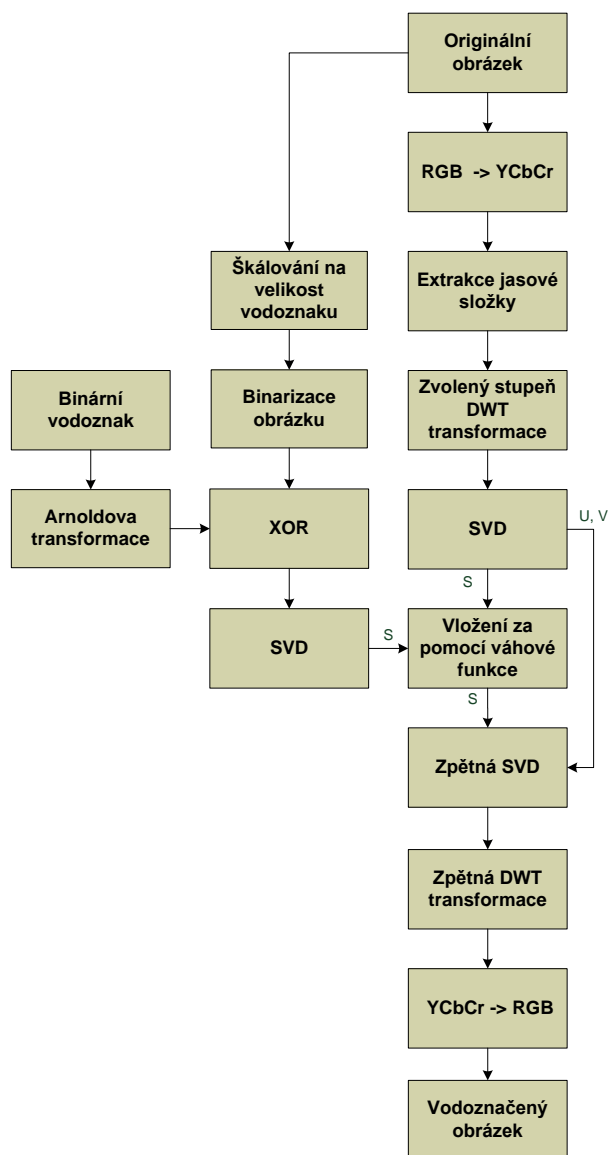 Originální
obrázek
RGB -> YCbCr
Škálování na
velikost
vodoznaku
Extrakce jasové
složky
Binární
vodoznak
Binarizace
obrázku
Zvolený stupeň
DWT
transformace
Arnoldova
transformace
XOR
SVD
U, V
S
SVD
S
Vložení za
pomocí váhové
funkce
S
Zpětná SVD
Zpětná DWT
transformace
YCbCr -> RGB
Vodoznačený
obrázek